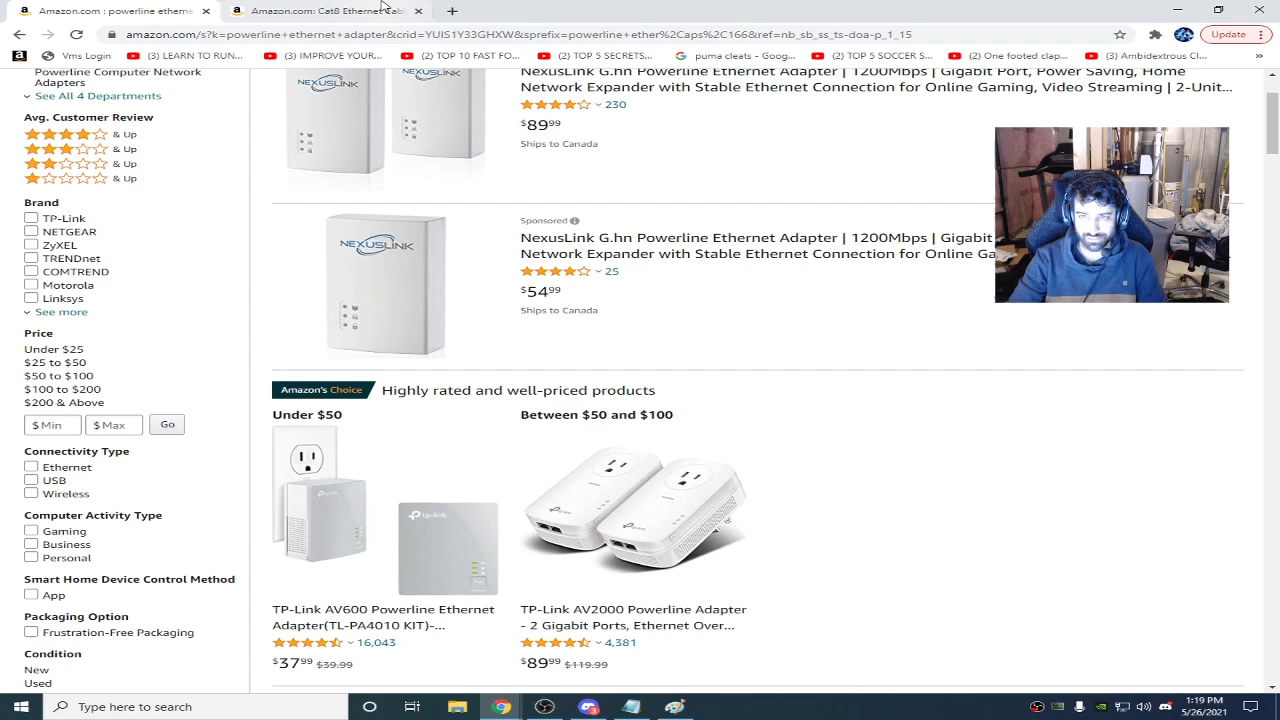 Amazon.com : powerline etherne
Amazon.com: Cat8 Ethernet Cabl
amazon.com/s?k=powerline+ethernet+adapter&crid=YUIS1Y33C
HXW&sprefix=powerline+ether%2Caps%2C166&ref=nb_sb_ss_ts-doa-p_1_15
Update
Vms Login
(3) LEARN TO RUN...
(3) IMPROVE YOUR...
(2) TOP 10 FAST FO...
(2) TOP 5 SECRETS...
puma cleats - Goog...
(2) TOP 5 SOCCER S...
(2) One footed clap...
(3) Ambidextrous Cl...
Powerline Computer Network
Adapters
See All 4 Departments
Avg. Customer Review
& Up
& Up
& Up
& Up
Brand
TP-Link
NETGEAR
ZyXEL
TRENDnet
COMTREND
Motorola
Linksys
See more
Price
Under $25
$25 to $50
$50 to $100
$100 to $200
$200 & Above
$ Min
$ Max
Go
Connectivity Type
Ethernet
USB
Wireless
Computer Activity Type
Gaming
Business
Personal
Smart Home Device Control Method
App
Packaging Option
Frustration-Free Packaging
Condition
New
Used
NEXUSLINK
NexusLink G.hn Powerline Ethernet Adapter | 1200Mbps | Gigabit Port, Power Saving, Home
Network Expander with Stable Ethernet Connection for Online Gaming, Video Streaming | 2-Unit...
230
$89.99
Ships to Canada
NEXUSLINK
Sponsored
NexusLink G.hn Powerline Ethernet Adapter | 1200Mbps | Gigabit
Network Expander with Stable Ethernet Connection for Online Ga
25
$54.99
Ships to Canada
Amazon's Choice
Highly rated and well-priced products
Under $50
tp-link
tp-link
TP-Link AV600 Powerline Ethernet
Adapter(TL-PA4010 KIT)-...
16,043
$37.99 $39.99
Between $50 and $100
tp-link
tp-link
TP-Link AV2000 Powerline Adapter
- 2 Gigabit Ports, Ethernet Over...
4,381
$89.99 $119.99
Type here to search
1:19 PM
5/26/2021